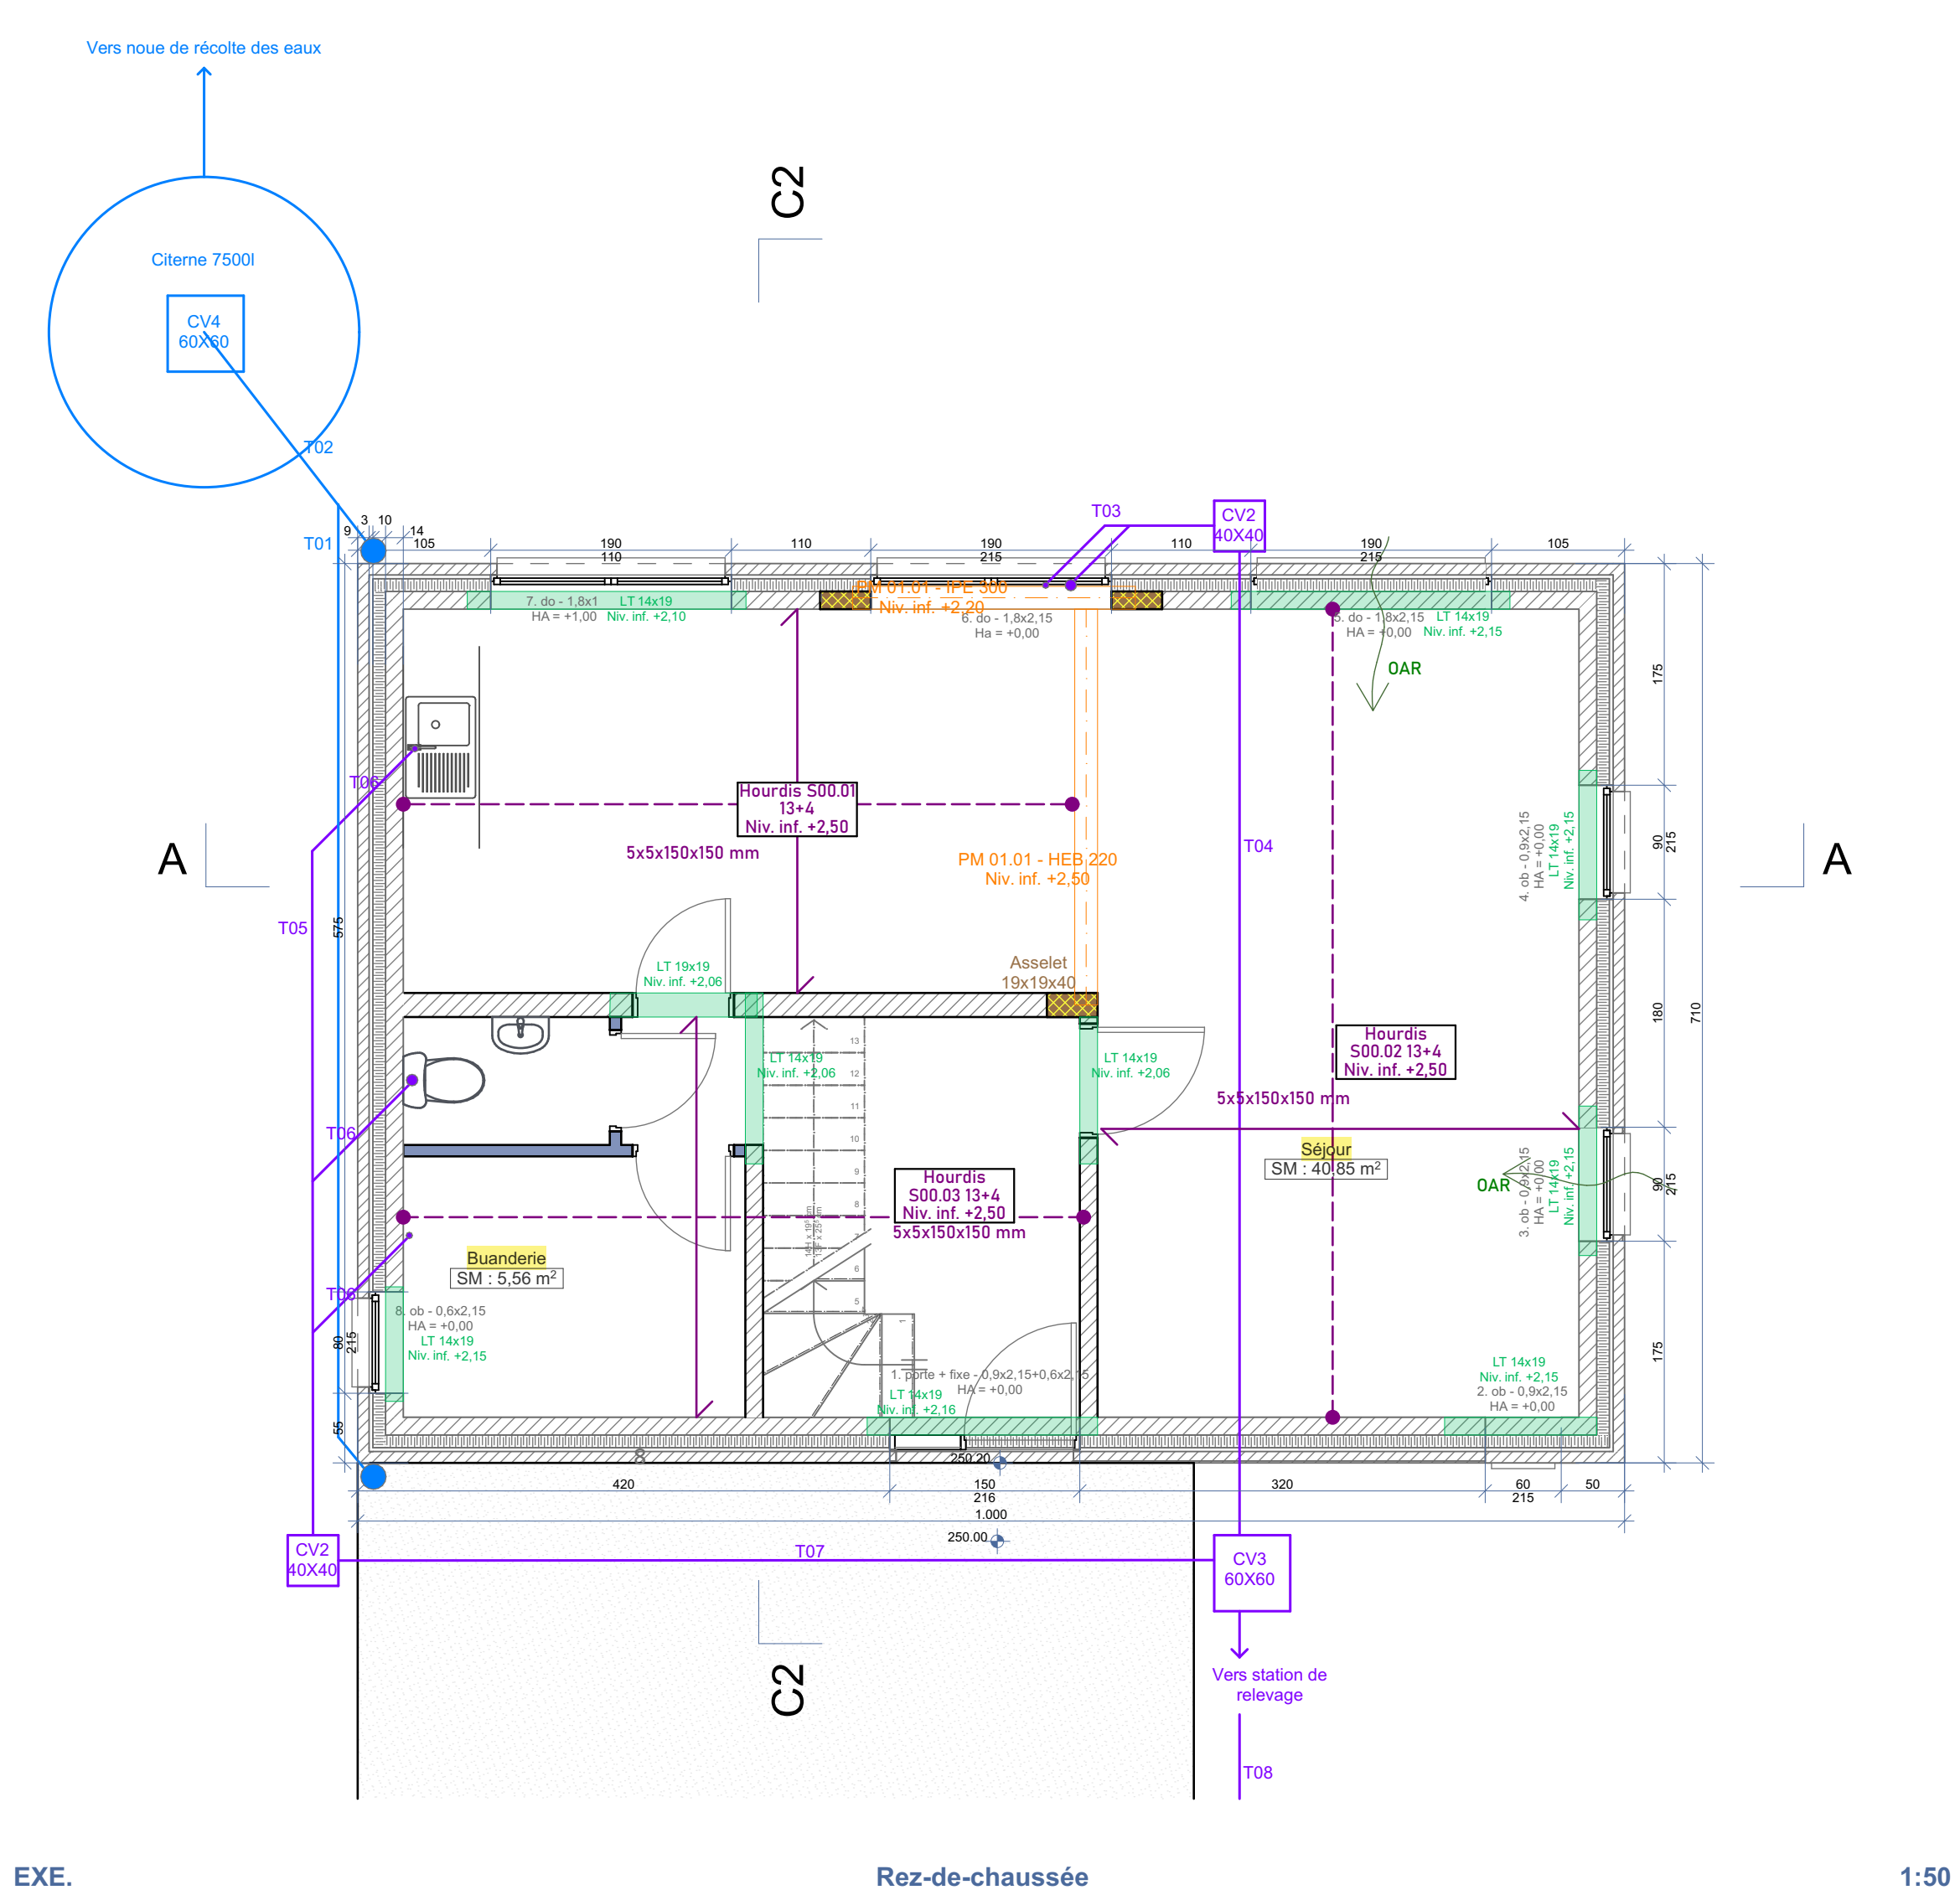 Vers noue de récolte des eaux
C2
Citerne 7500l
CV4
60X60
T02
T01
T03
CV2
40X40
9
3
10
14
105
190
110
110
190
215
110
190
215
105
PM 01.01 - IPE 300
Niv. inf. +2,20
7. do - 1,8x1
HA = +1,00
LT 14x19
Niv. inf. +2,10
6. do - 1,8x2,15
Ha = +0,00
5. do - 1,8x2,15
HA = +0,00
LT 14x19
Niv. inf. +2,15
OAR
175
T06
Hourdis S00.01
13+4
Niv. inf. +2,50
5x5x150x150 mm
PM 01.01 - HEB 220
Niv. inf. +2,50
T04
4. ob - 0,9x2,15
HA = +0,00
LT 14x19
Niv. inf. +2,15
90
215
A
A
T05
575
LT 19x19
Niv. inf. +2,06
Asselet
19x19x40
180
710
Hourdis
S00.02 13+4
Niv. inf. +2,50
LT 14x19
Niv. inf. +2,06
LT 14x19
Niv. inf. +2,06
13
12
11
10
9
8
7
6
5
1
5x5x150x150 mm
T06
Séjour
SM : 40,85 m²
Hourdis
S00.03 13+4
Niv. inf. +2,50
5x5x150x150 mm
OAR
3. ob - 0,9x2,15
HA = +0,00
LT 14x19
Niv. inf. +2,15
90
215
Buanderie
SM : 5,56 m²
T06
8. ob - 0,6x2,15
HA = +0,00
LT 14x19
Niv. inf. +2,15
80
215
175
1. porte + fixe - 0,9x2,15+0,6x2,15
HA = +0,00
LT 14x19
Niv. inf. +2,16
LT 14x19
Niv. inf. +2,15
2. ob - 0,9x2,15
HA = +0,00
55
250.20
420
150
216
320
60
215
50
1.000
250.00
CV2
40X40
T07
CV3
60X60
C2
Vers station de
relevage
T08
EXE.
Rez-de-chaussée
1:50